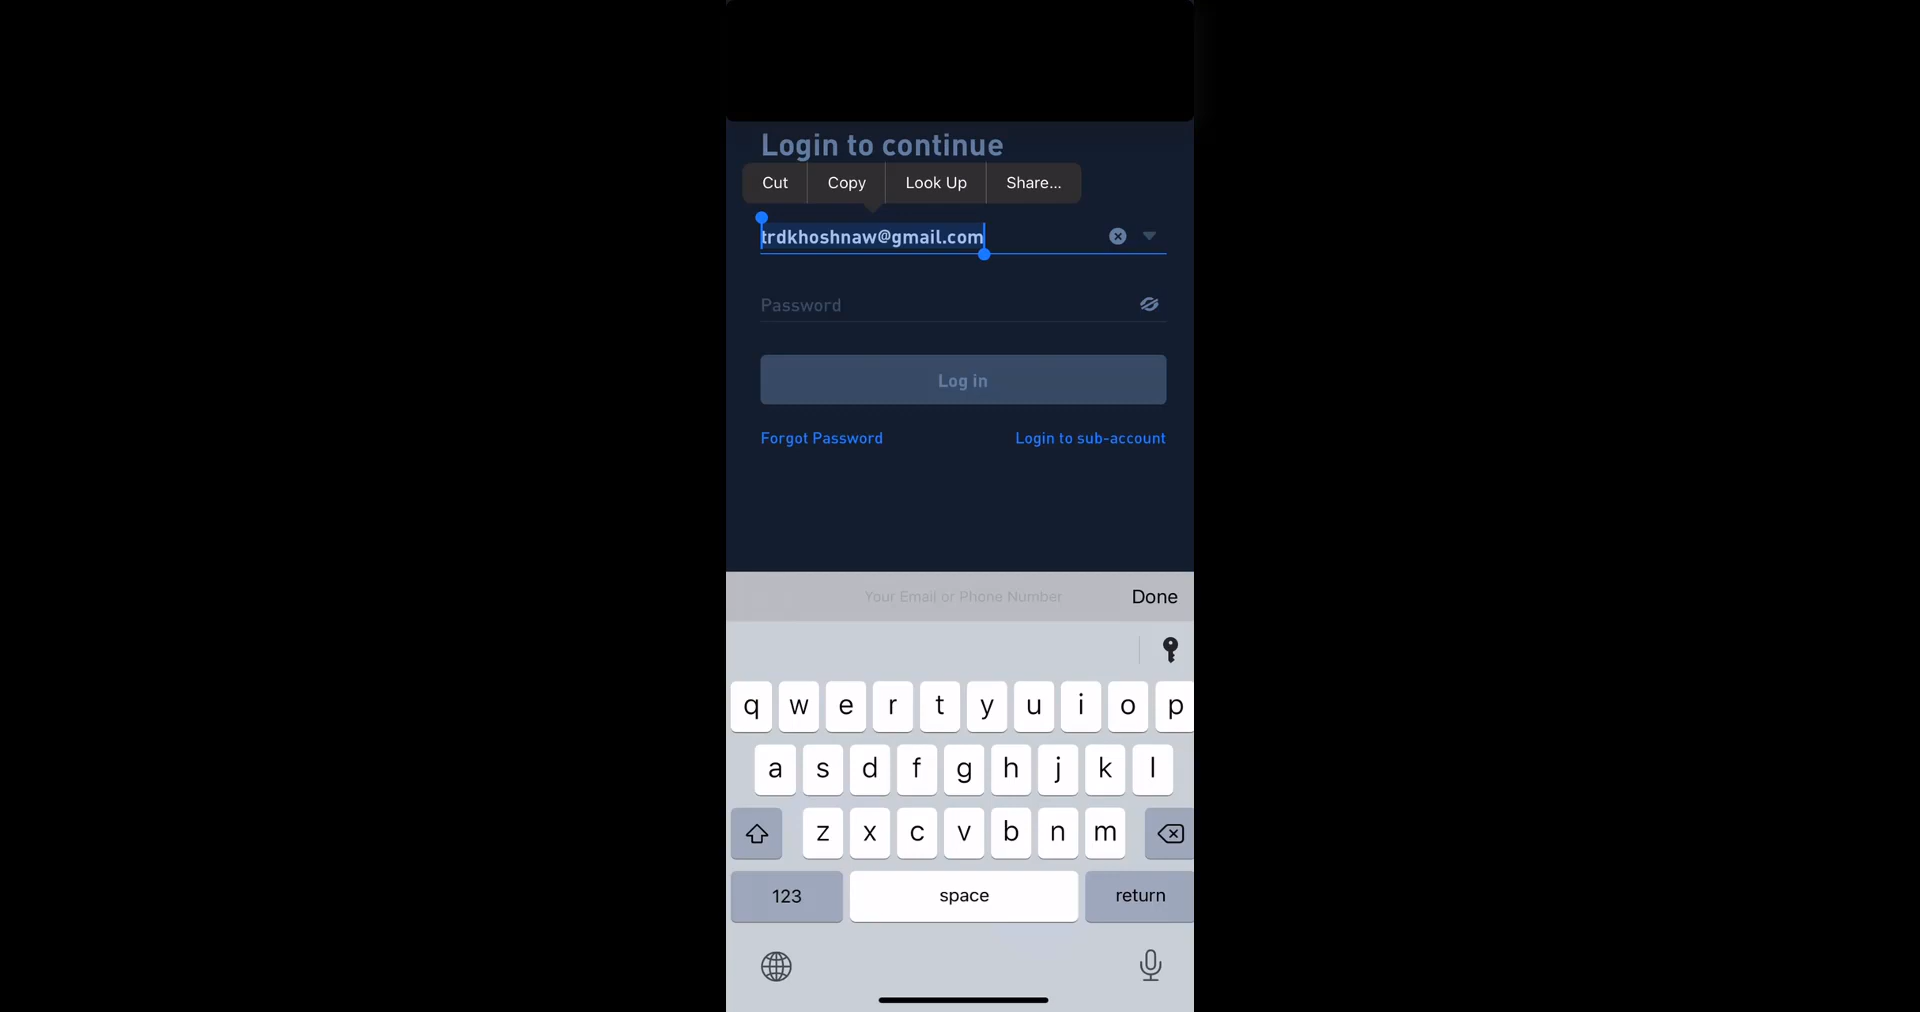 Login to continue
Cut Copy Look Up Share...
trdkhoshnaw@gmail.com
Password
Log in
Forgot Password Login to sub-account
Your Email or Phone Number Done
q w e r t y u i o p
a s d f g h j k l
z x c v b n m
123 space return